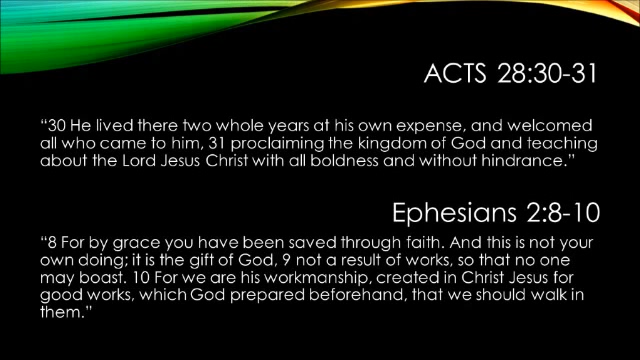 ACTS 28:30-31
“30 He lived there two whole years at his own expense, and welcomed
all who came to him, 31 proclaiming the kingdom of God and teaching
about the Lord Jesus Christ with all boldness and without hindrance.”
Ephesians 2:8-10
“8 For by grace you have been saved through faith. And this is not your
own doing; it is the gift of God, 9 not a result of works, so that no one
may boast. 10 For we are his workmanship, created in Christ Jesus for
good works, which God prepared beforehand, that we should walk in
them.”